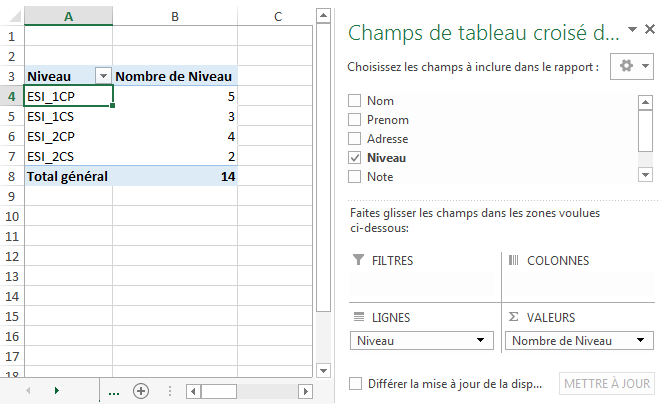 A B C
1
2
3 Niveau Nombre de Niveau
4 ESI_1CP 5
5 ESI_1CS 3
6 ESI_2CP 4
7 ESI_2CS 2
8 Total général 14
9
10
11
12
13
14
15
16
17
18
...
Champs de tableau croisé d...
Choisissez les champs à inclure dans le rapport :
Nom
Prenom
Adresse
Niveau
Note
Faites glisser les champs dans les zones voulues
ci-dessous:
FILTRES COLONNES
LIGNES Σ VALEURS
Niveau Nombre de Niveau
Différer la mise à jour de la disp... METTRE À JOUR